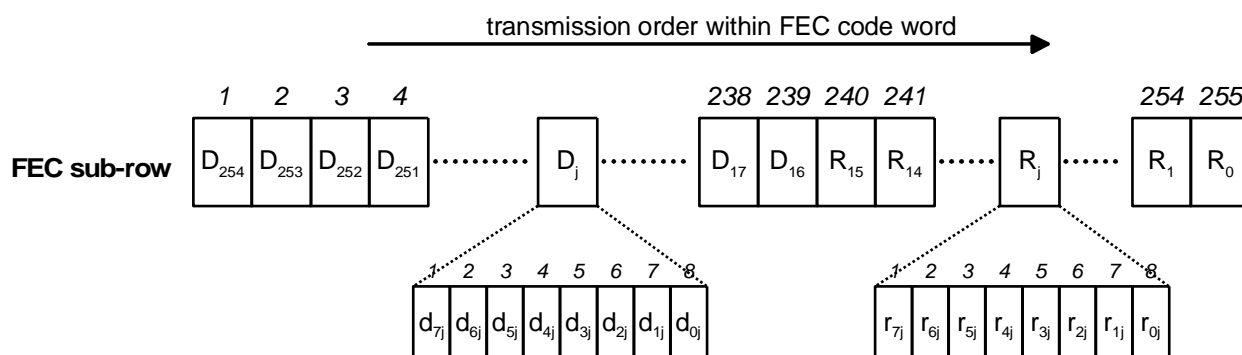 transmission order within FEC code word
1 2 3 4 238 239 240 241 254 255
FEC sub-row D254 D253 D252 D251 Dj D17 D16 R15 R14 Rj R1 R0
1 2 3 4 5 6 7 8 1 2 3 4 5 6 7 8
d7j d6j d5j d4j d3j d2j d1j d0j r7j r6j r5j r4j r3j r2j r1j r0j